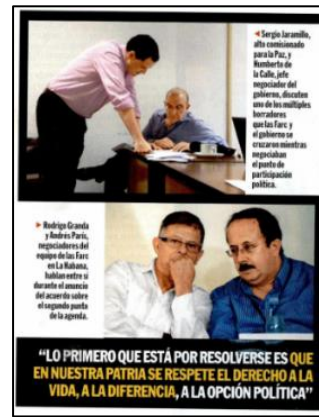 ◄ Sergio Jaramillo,
alto comisionado
para la Paz, y
Humberto de
la Calle, jefe
negociador del
gobierno, discuten
uno de los múltiples
borradores
que las Farc y
el gobierno se
cruzaron mientras
negociaban
el punto de
participación
política.
► Rodrigo Granda
y Andrés París,
negociadores del
equipo de las Farc
en La Habana,
hablan entre sí
durante el anuncio
del acuerdo sobre
el segundo punto
de la agenda.
“LO PRIMERO QUE ESTÁ POR RESOLVERSE ES QUE
EN NUESTRA PATRIA SE RESPETE EL DERECHO A LA
VIDA, A LA DIFERENCIA, A LA OPCIÓN POLÍTICA”